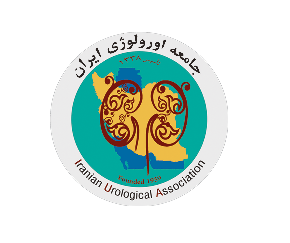 جامعه اورولوژی ایران
Iranian Urological Association